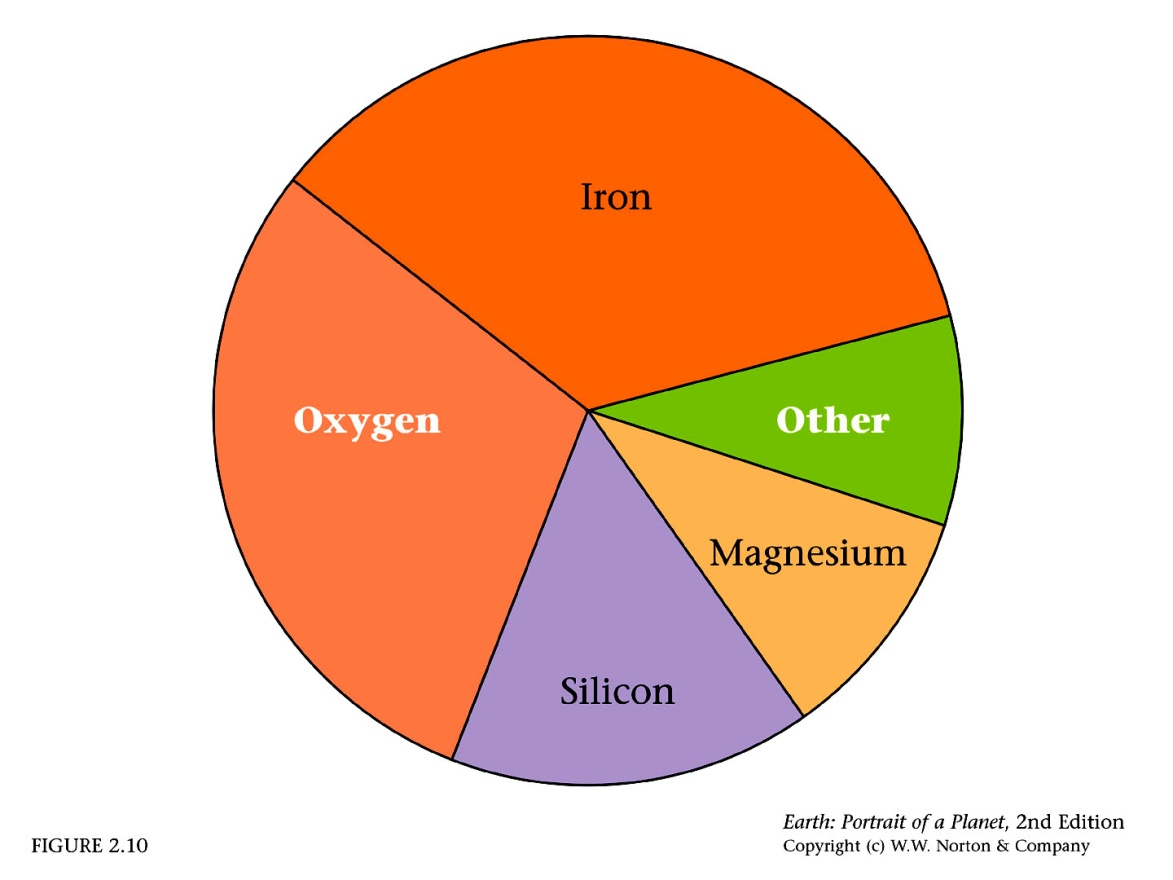 Iron
Oxygen
Other
Magnesium
Silicon
Earth: Portrait of a Planet, 2nd Edition
FIGURE 2.10
Copyright (c) W.W. Norton & Company